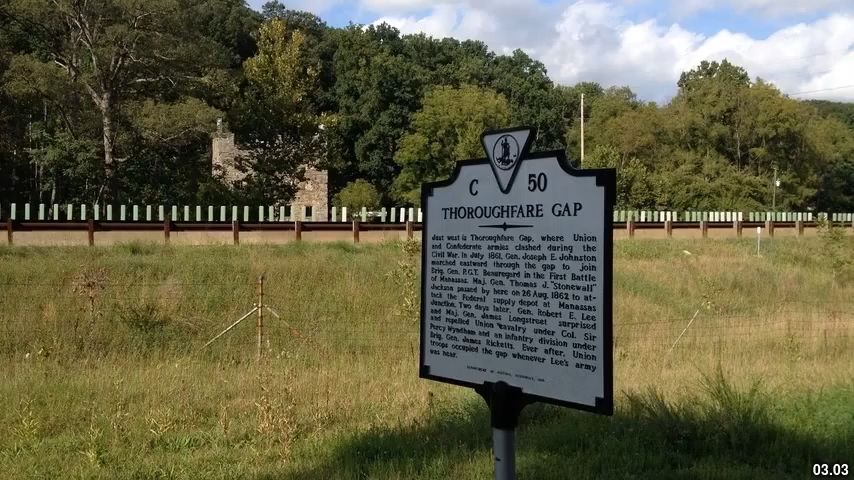 C 50
THOROUGHFARE GAP
Just west is Thoroughfare Gap, where Union
and Confederate armies clashed during the
Civil War. In July 1861, Gen. Joseph E. Johnston
marched eastward through the gap to join
Brig. Gen. P.G.T. Beauregard in the First Battle
of Manassas. Maj. Gen. Thomas J. "Stonewall"
Jackson passed by here on 26 Aug. 1862 to at-
tack the Federal supply depot at Manassas
Junction. Two days later, Gen. Robert E. Lee
and Maj. Gen. James Longstreet surprised
and repelled Union cavalry under Col. Sir
Percy Wyndham and an infantry division under
Brig. Gen. James Ricketts. Ever after, Union
troops occupied the gap whenever Lee's army
was near.
DEPARTMENT OF HISTORIC RESOURCES,
03.03